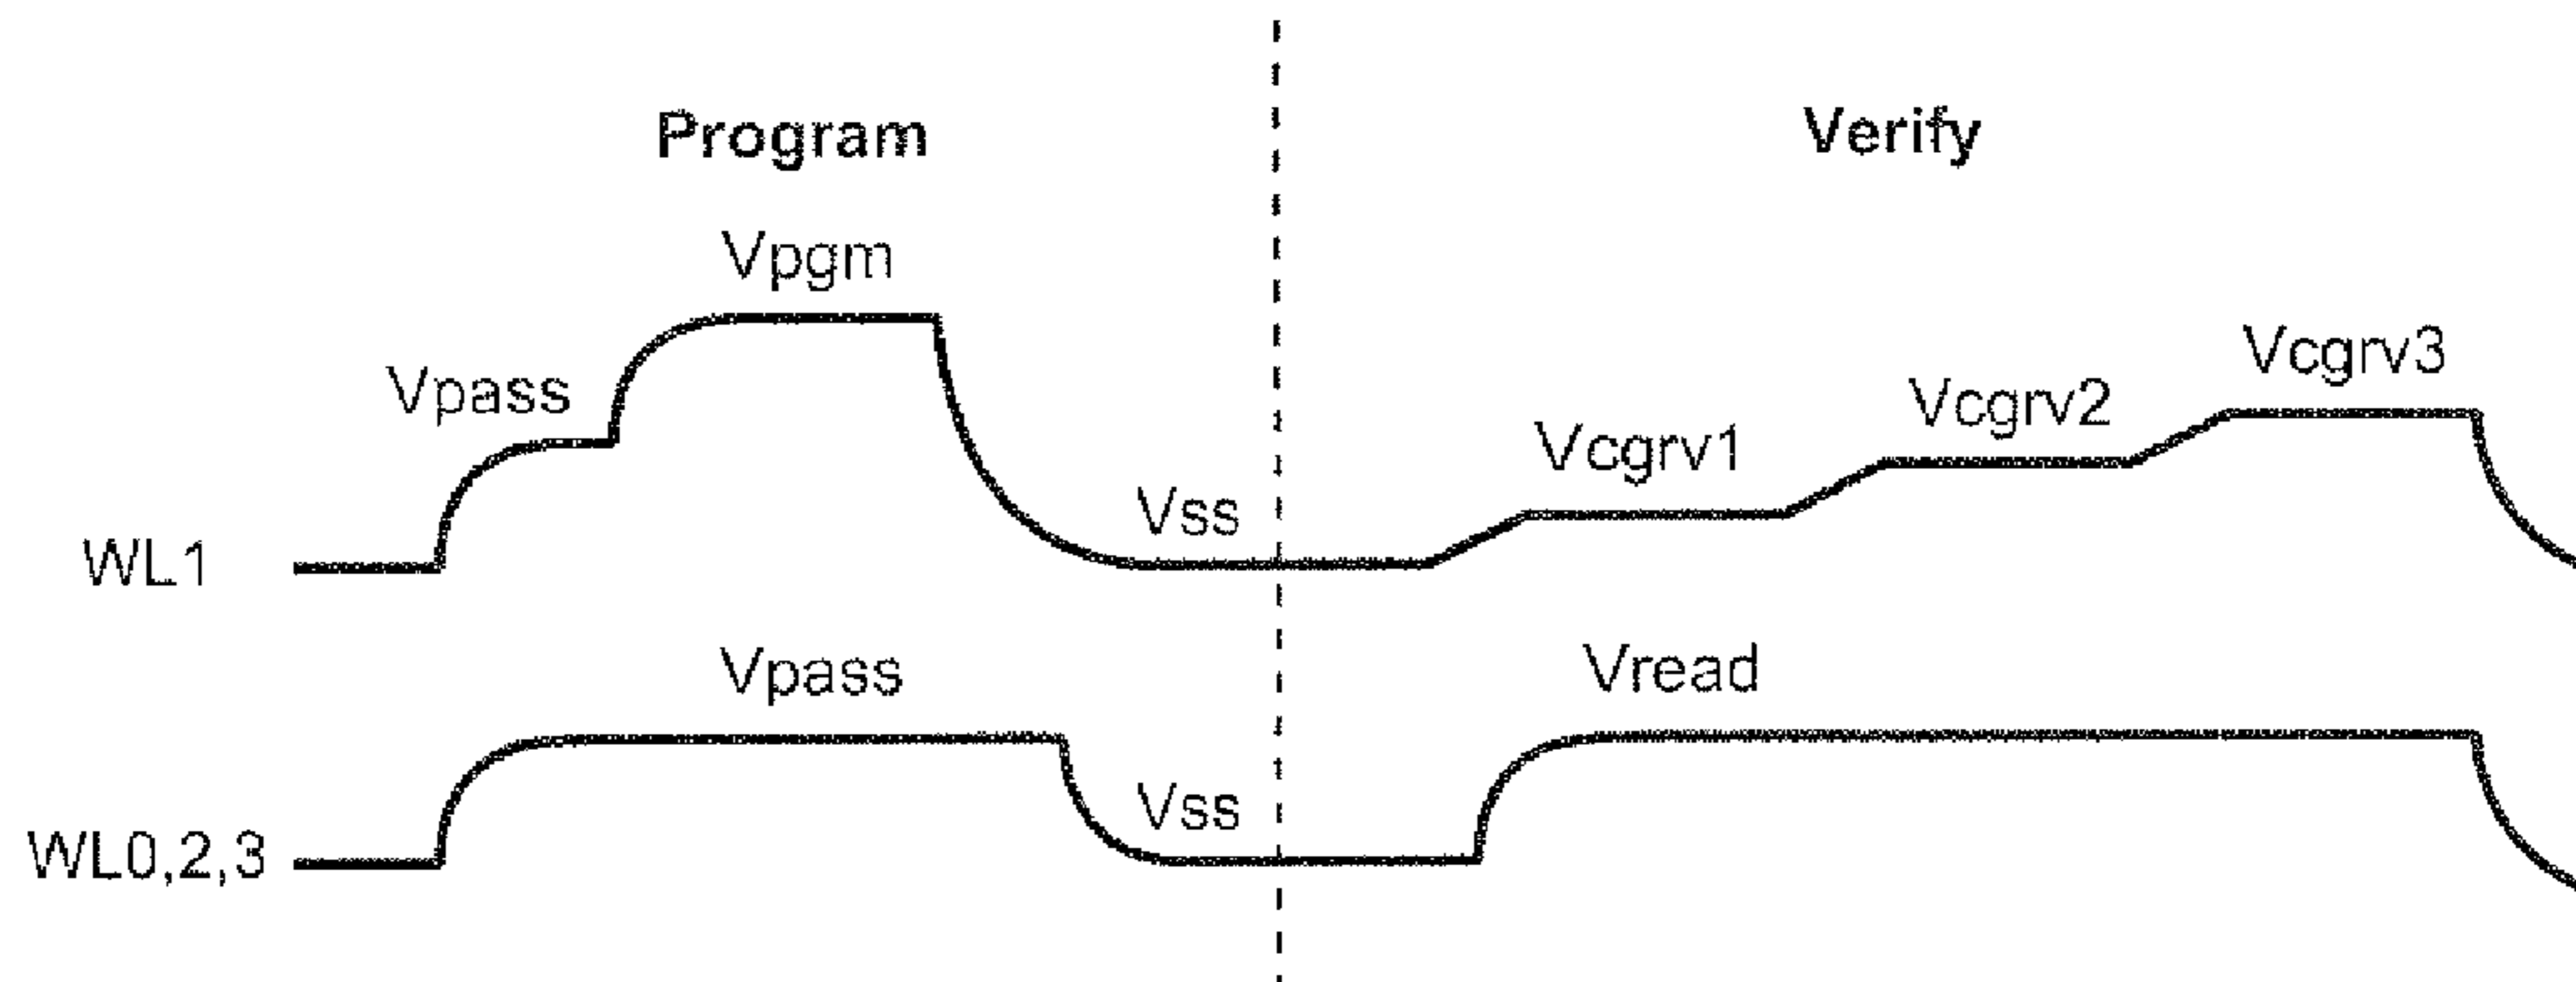 Program
Verify
Vpgm
Vpass
Vcgrv3
Vcgrv2
Vcgrv1
Vss
WL1
Vpass
Vread
Vss
WL0,2,3